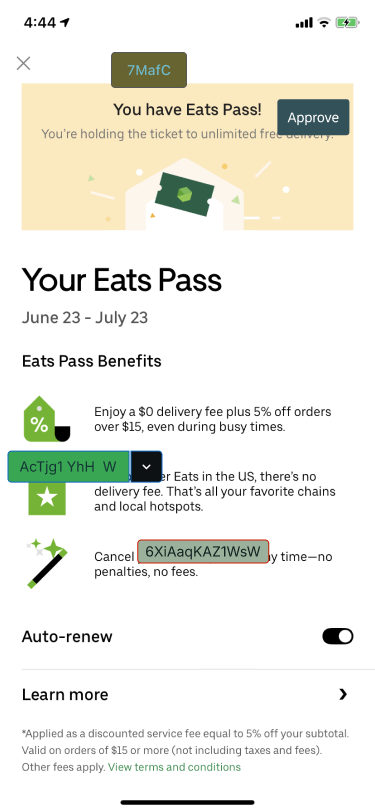 4:44
7MafC
You have Eats Pass!
You're holding the ticket to unlimited free delivery.
Approve
Your Eats Pass
June 23 - July 23
Eats Pass Benefits
%
Enjoy a $0 delivery fee plus 5% off orders
over $15, even during busy times.
AcTjg1 YhH W
Eats in the US, there's no
delivery fee. That's all your favorite chains
and local hotspots.
Cancel
6XiAaqKAZ1WsW
time—no
penalties, no fees.
Auto-renew
Learn more
*Applied as a discounted service fee equal to 5% off your subtotal.
Valid on orders of $15 or more (not including taxes and fees).
Other fees apply. View terms and conditions